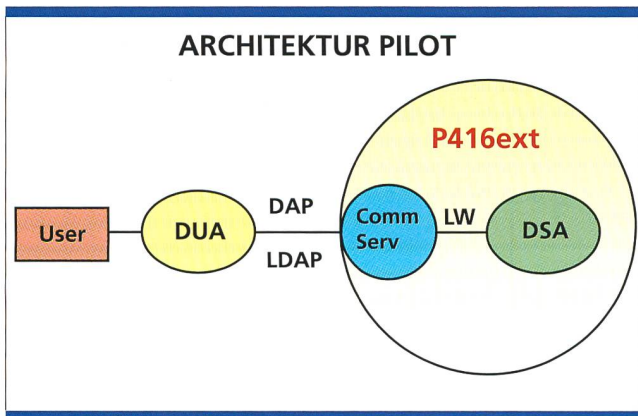 ARCHITEKTUR PILOT
P416ext
User
DUA
DAP
LDAP
Comm
Serv
LW
DSA